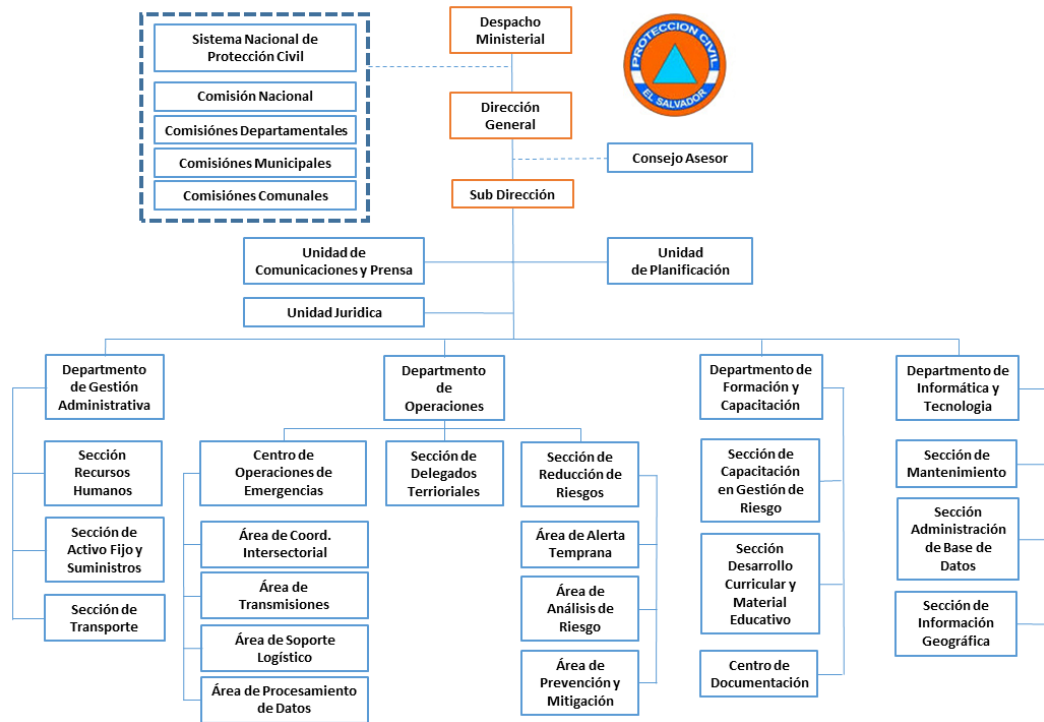 Sistema Nacional de
Protección Civil
Comisión Nacional
Comisiónes Departamentales
Comisiónes Municipales
Comisiónes Comunales
Despacho
Ministerial
PROTECCION CIVIL
EL SALVADOR
Dirección
General
Consejo Asesor
Sub Dirección
Unidad de
Comunicaciones y Prensa
Unidad
de Planificación
Unidad Juridica
Departmento
de Gestión
Administrativa
Sección
Recursos
Humanos
Sección de
Activo Fijo y
Suministros
Sección de
Transporte
Departmento
de
Operaciones
Centro de
Operaciones de
Emergencias
Área de Coord.
Intersectorial
Área de
Transmisiones
Área de Soporte
Logístico
Área de Procesamiento
de Datos
Sección de
Delegados
Terrioriales
Sección de
Reducción de
Riesgos
Área de Alerta
Temprana
Área de
Análisis de
Riesgo
Área de
Prevención y
Mitigación
Departmento de
Formación y
Capacitación
Sección de
Capacitación
en Gestión de
Riesgo
Sección
Desarrollo
Curricular y
Material
Educativo
Centro de
Documentación
Departmento de
Informática y
Tecnologia
Sección de
Mantenimiento
Sección
Administración
de Base de
Datos
Sección de
Información
Geográfica